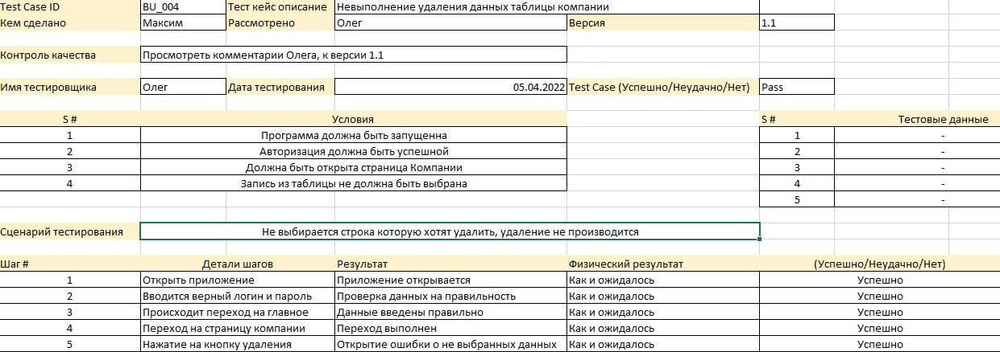 Test Case ID BU_004 Тест кейс описание Невыполнение удаления данных таблицы компании
Кем сделано Максим Рассмотрено Олег Версия 1.1
Контроль качества Просмотреть комментарии Олега, к версии 1.1
Имя тестировщика Олег Дата тестирования 05.04.2022 Test Case (Успешно/Неудачно/Нет) Pass
S # Условия S # Тестовые данные
1 Программа должна быть запущенна 1 -
2 Авторизация должна быть успешной 2 -
3 Должна быть открыта страница Компании 3 -
4 Запись из таблицы не должна быть выбрана 4 -
5 -
Сценарий тестирования Не выбирается строка которую хотят удалить, удаление не производится
Шаг # Детали шагов Результат Физический результат (Успешно/Неудачно/Нет)
1 Открыть приложение Приложение открывается Как и ожидалось Успешно
2 Вводится верный логин и пароль Проверка данных на правильность Как и ожидалось Успешно
3 Происходит переход на главное Данные введены правильно Как и ожидалось Успешно
4 Переход на страницу компании Переход выполнен Как и ожидалось Успешно
5 Нажатие на кнопку удаления Открытие ошибки о не выбранных данных Как и ожидалось Успешно